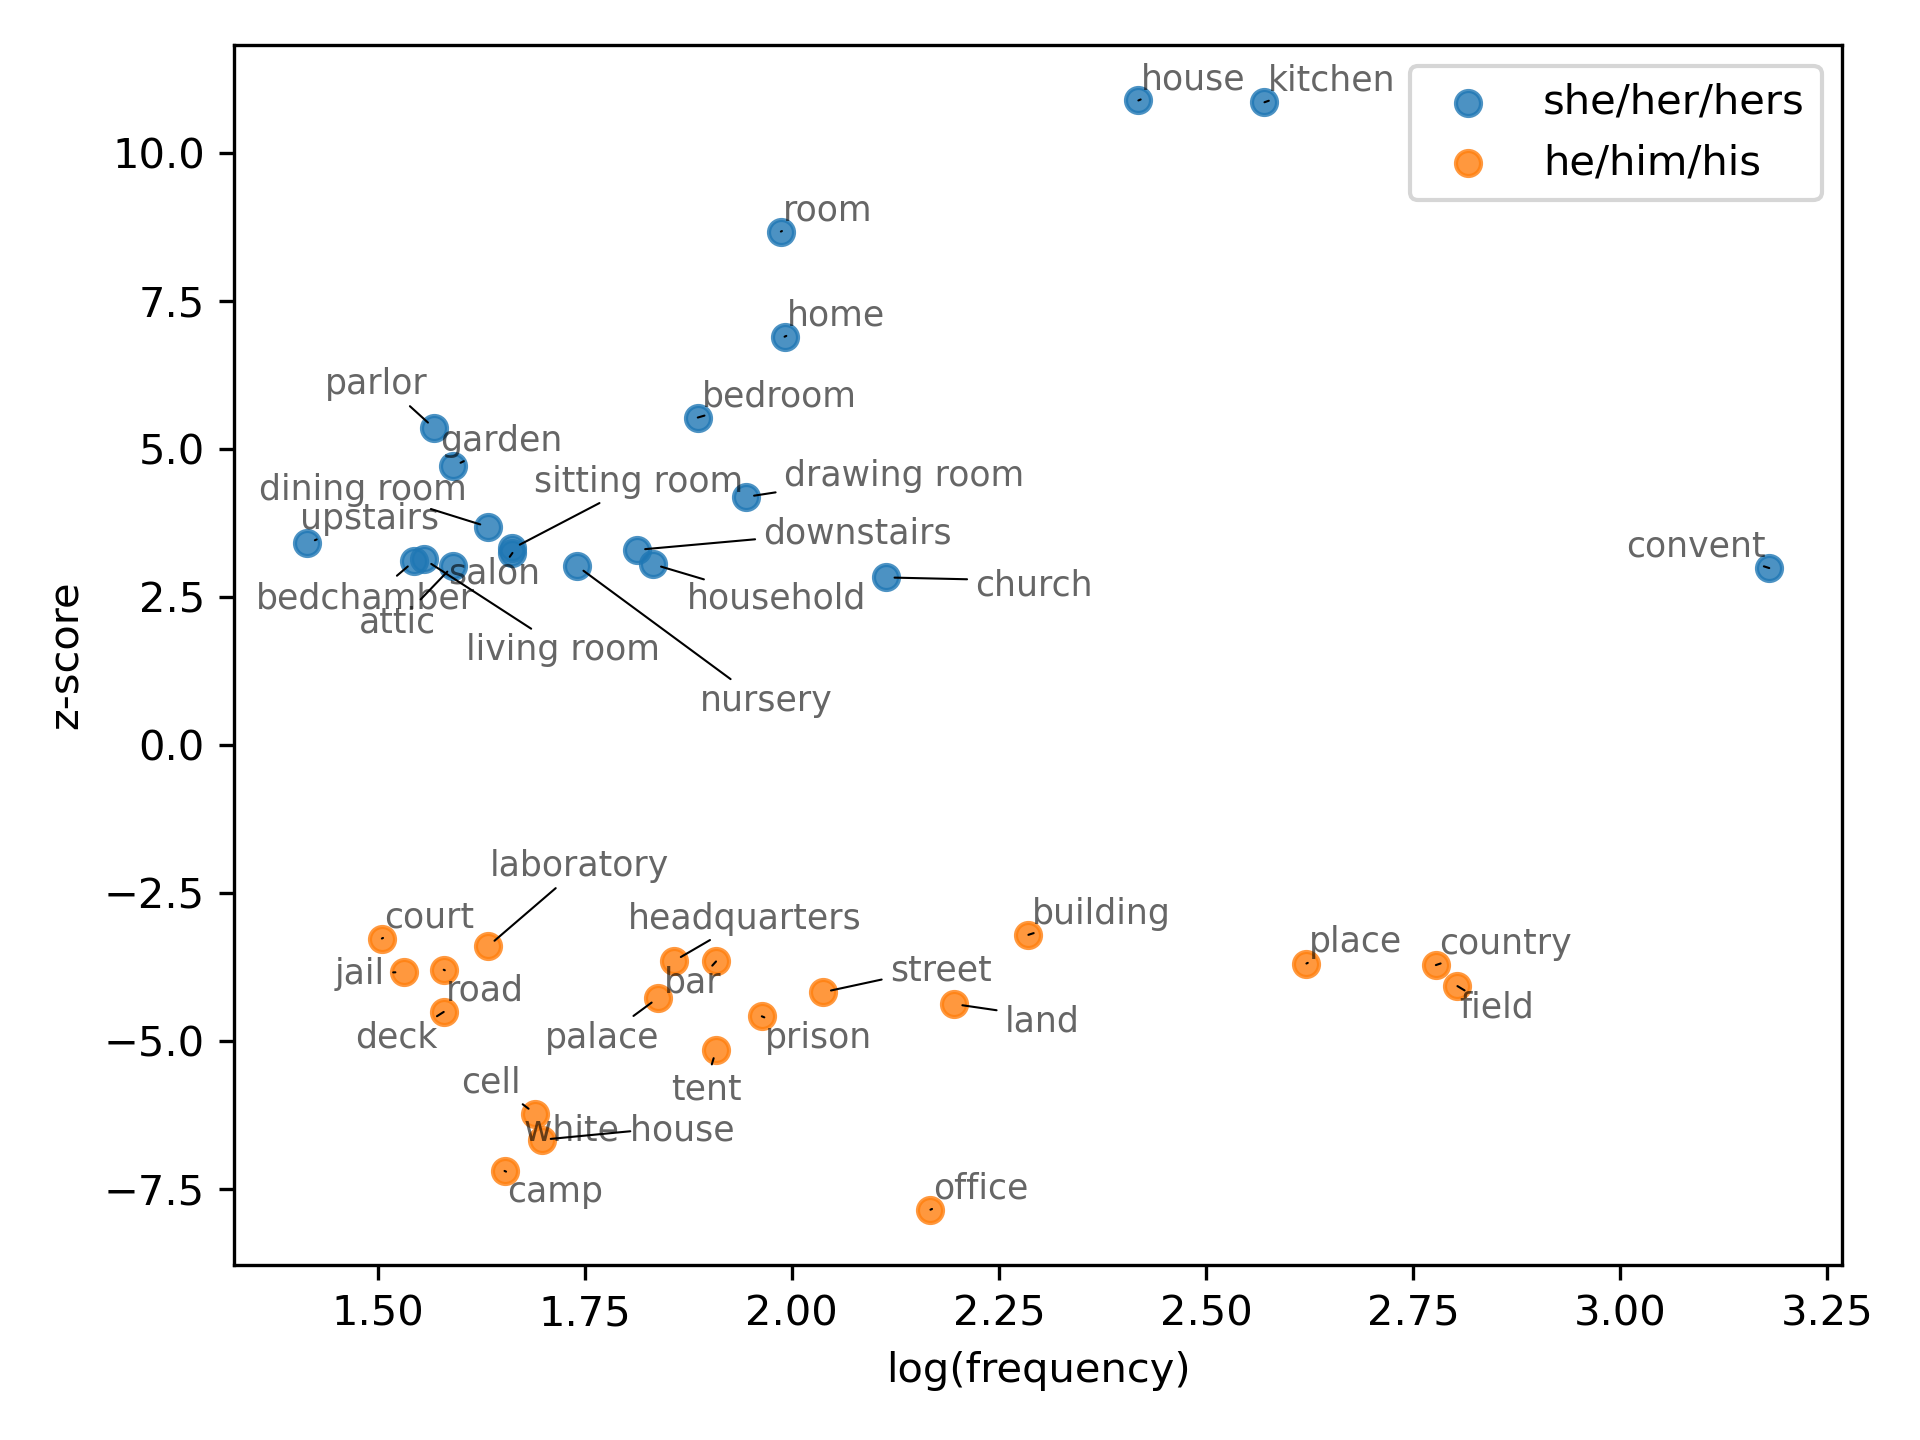 house kitchen
she/her/hers
he/him/his
10.0
room
7.5
home
parlor
bedroom
5.0
garden
dining room
sitting room
drawing room
upstairs
downstairs
convent
salon
2.5
bedchamber
household
church
attic
living room
nursery
z-score
0.0
laboratory
−2.5
court
headquarters
building
place
country
jail
road
bar
street
field
deck
palace
prison
land
−5.0
cell
tent
white house
−7.5
camp
office
1.50 1.75 2.00 2.25 2.50 2.75 3.00 3.25
log(frequency)